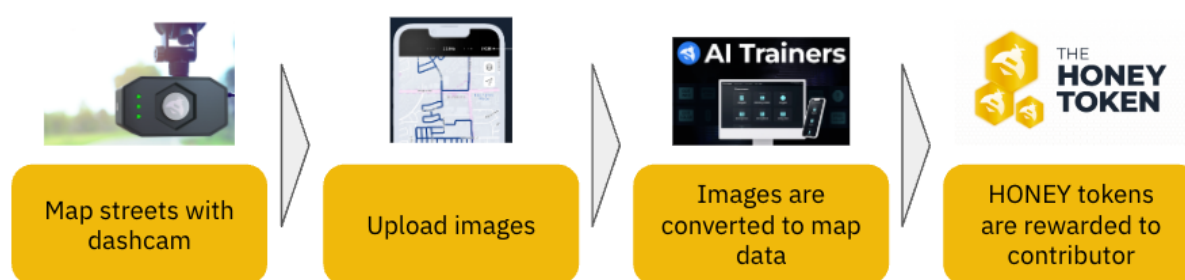 AI Trainers
THE
HONEY
TOKEN
Map streets with
dashcam
Upload images
Images are
converted to map
data
HONEY tokens
are rewarded to
contributor